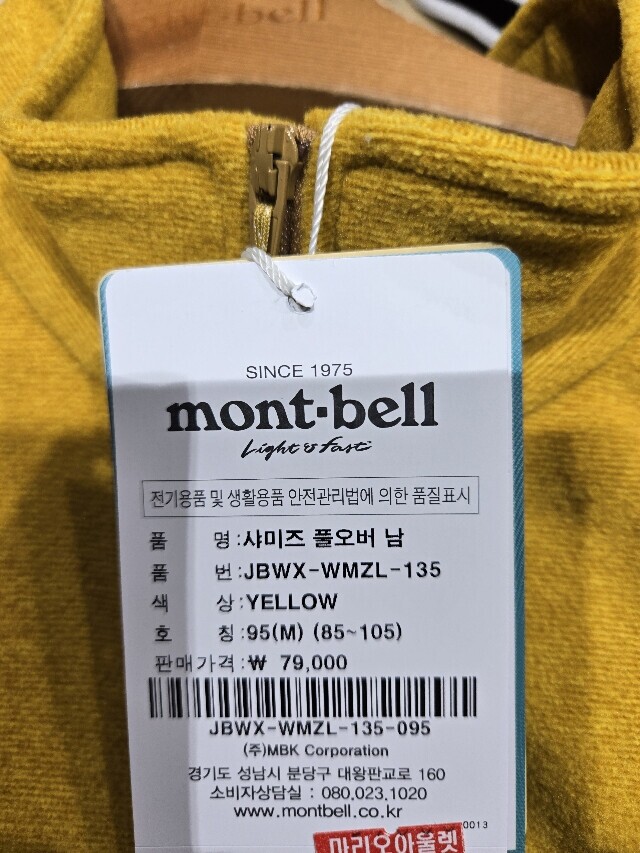 mont-bell
SINCE 1975
mont-bell
Light & Fast
전기용품 및 생활용품 안전관리법에 의한 품질표시
품 명:샤미즈 풀오버 남
품 번:JBWX-WMZL-135
색 상:YELLOW
호 칭:95(M) (85~105)
판매가격:₩ 79,000
JBWX-WMZL-135-095
(주)MBK Corporation
경기도 성남시 분당구 대왕판교로 160
소비자상담실 : 080.023.1020
www.montbell.co.kr
0013
마리오아울렛